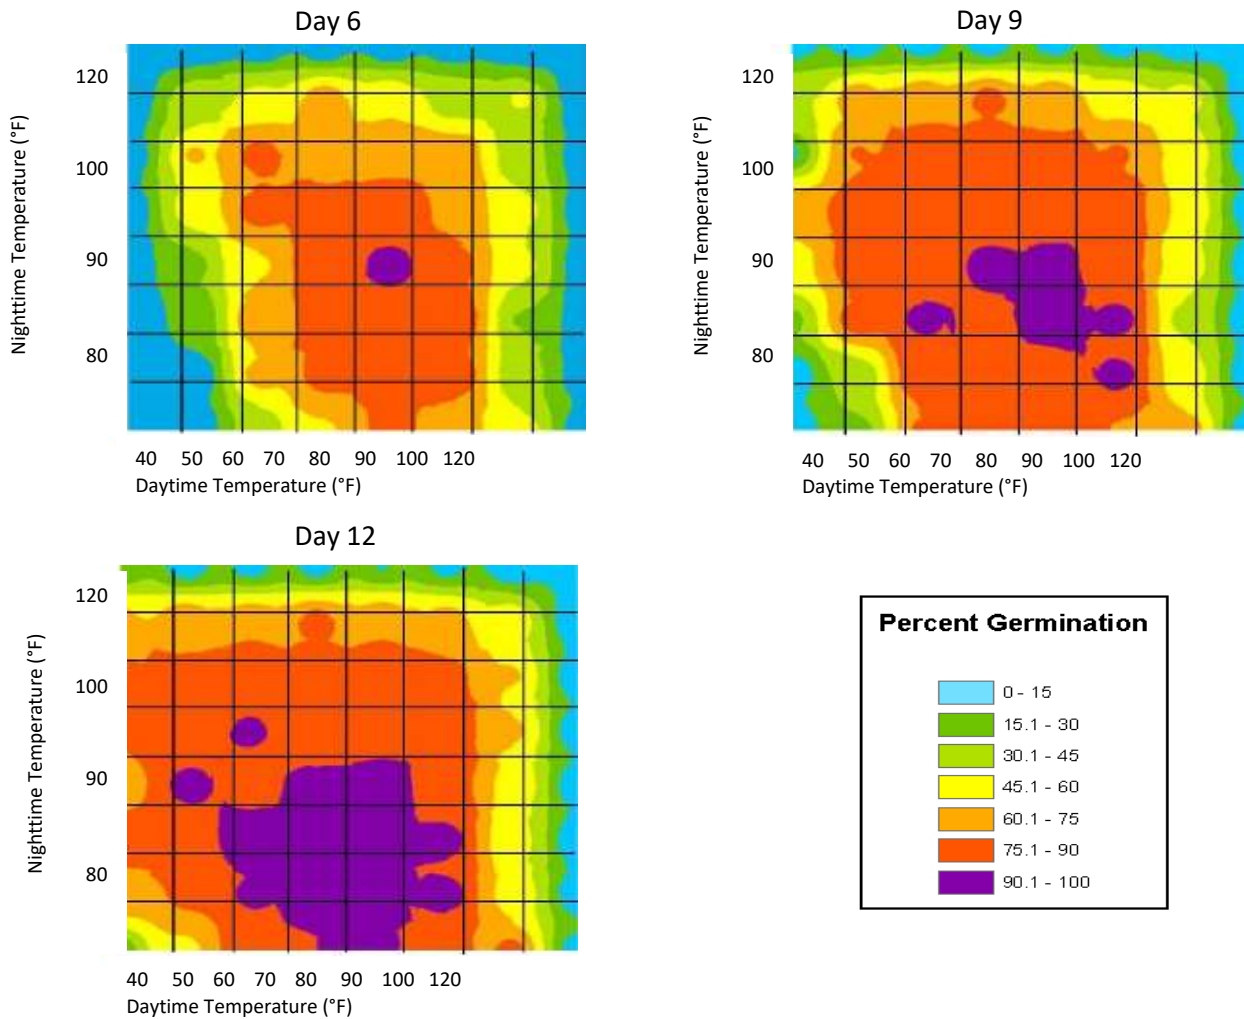 Day 6
Nighttime Temperature (°F)
120
100
90
80
40 50 60 70 80 90 100 120
Daytime Temperature (°F)
Day 9
Nighttime Temperature (°F)
120
100
90
80
40 50 60 70 80 90 100 120
Daytime Temperature (°F)
Day 12
Nighttime Temperature (°F)
120
100
90
80
40 50 60 70 80 90 100 120
Daytime Temperature (°F)
Percent Germination
0 - 15
15.1 - 30
30.1 - 45
45.1 - 60
60.1 - 75
75.1 - 90
90.1 - 100